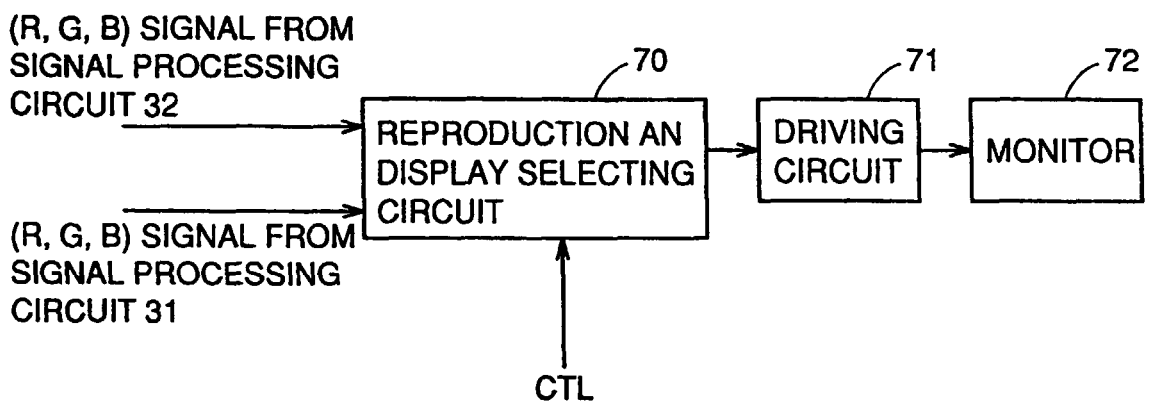 (R, G, B) SIGNAL FROM
SIGNAL PROCESSING
CIRCUIT 32
70
71
72
REPRODUCTION AN
DISPLAY SELECTING
CIRCUIT
DRIVING
CIRCUIT
MONITOR
(R, G, B) SIGNAL FROM
SIGNAL PROCESSING
CIRCUIT 31
CTL